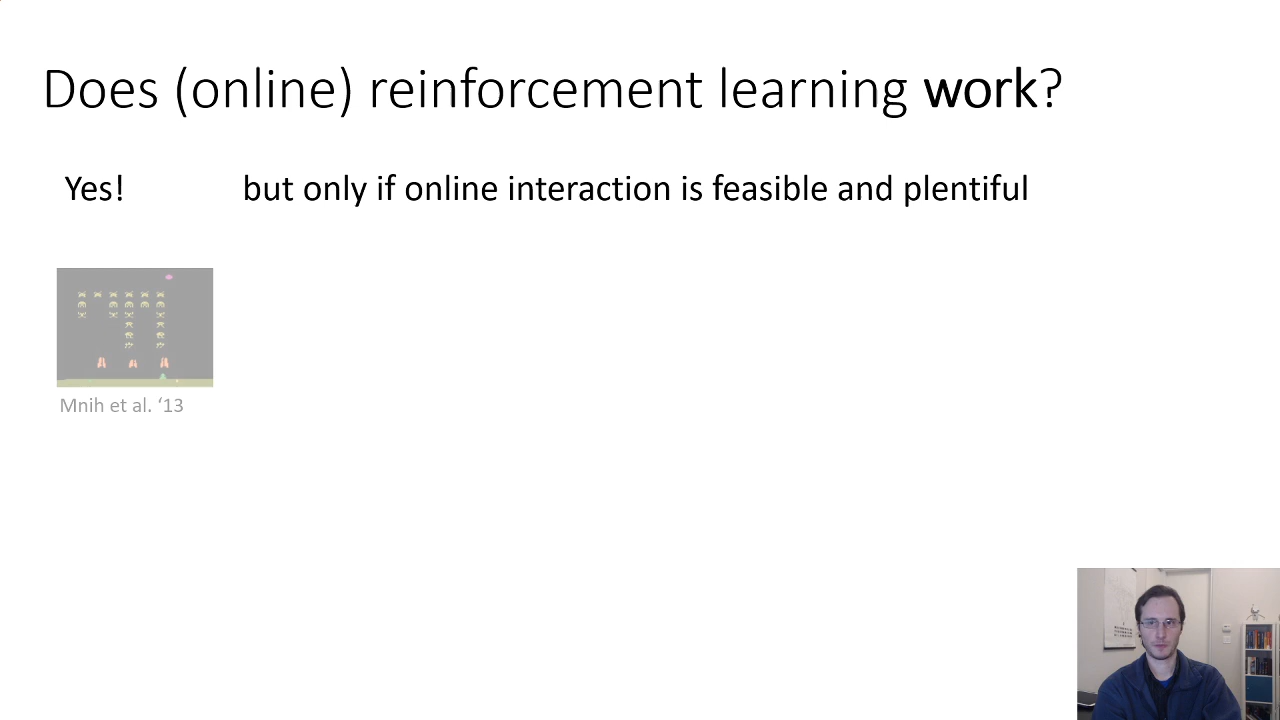 Does (online) reinforcement learning work?
Yes! but only if online interaction is feasible and plentiful
Mnih et al. ‘13